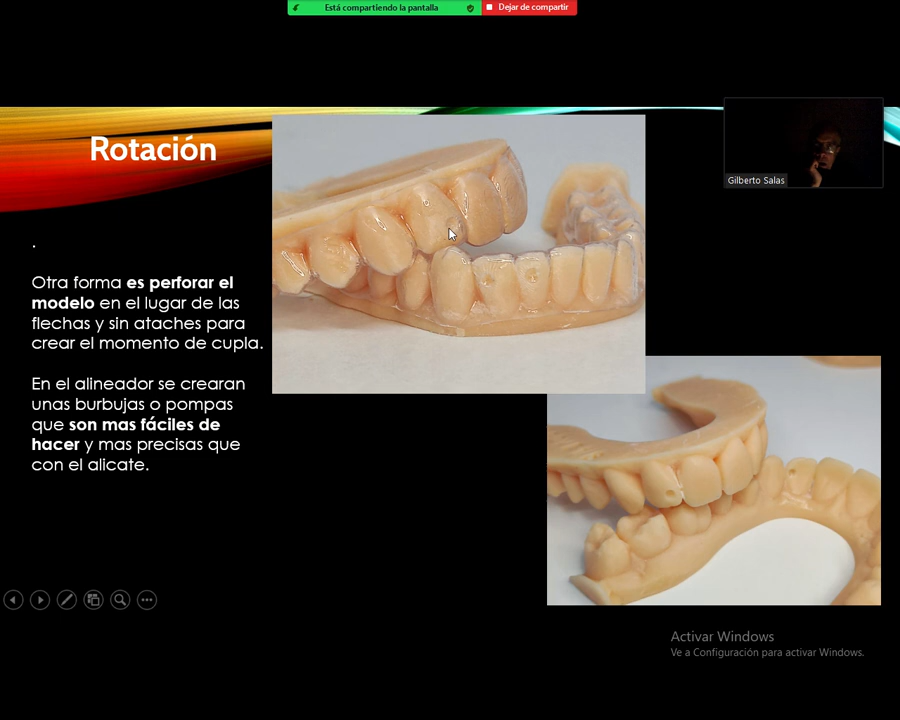 Está compartiendo la pantalla
Dejar de compartir
Rotación
Gilberto Salas
.
Otra forma es perforar el
modelo en el lugar de las
flechas y sin ataches para
crear el momento de cupla.
En el alineador se crearan
unas burbujas o pompas
que son mas fáciles de
hacer y mas precisas que
con el alicate.
Activar Windows
Ve a Configuración para activar Windows.